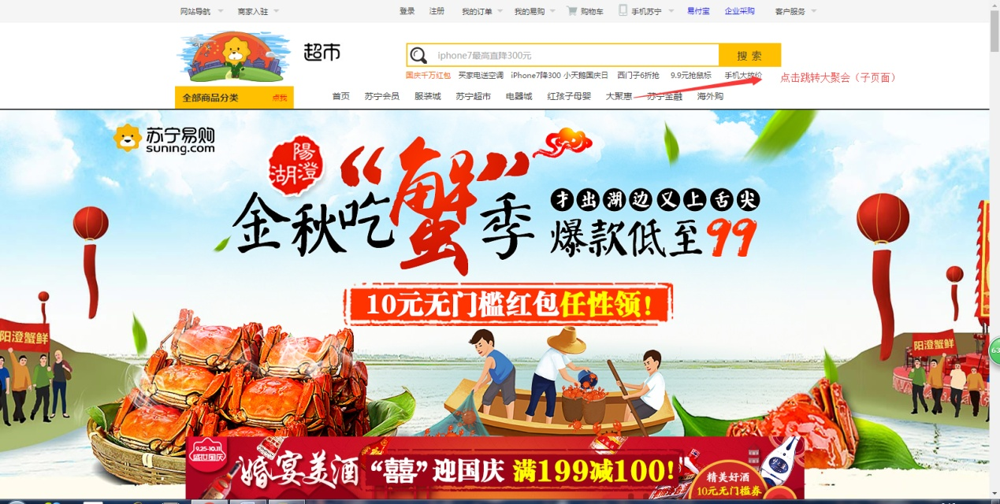 网站导航 商家入驻 登录 注册 我的订单 我的易购 购物车 手机苏宁 易付宝 企业采购 客户服务
超市
iphone7最高直降300元 搜 索
国庆千万红包 买家电送空调 iPhone7降300 小天鹅国庆日 西门子6折抢 9.9元抢鼠标 手机大放价
点击跳转大聚会（子页面）
全部商品分类 点我 首页 苏宁会员 服装城 苏宁超市 电器城 红孩子母婴 大聚惠 苏宁金融 海外购
苏宁易购
suning.com
陽澄湖
金秋吃“蟹”季
才出湖边又上舌尖
爆款低至99
10元无门槛红包任性领!
阳澄蟹鲜
阳澄蟹鲜
63
9.25-10.11
盛世国庆
婚宴美酒“囍”迎国庆 满199减100!
精美好酒
10元无门槛券